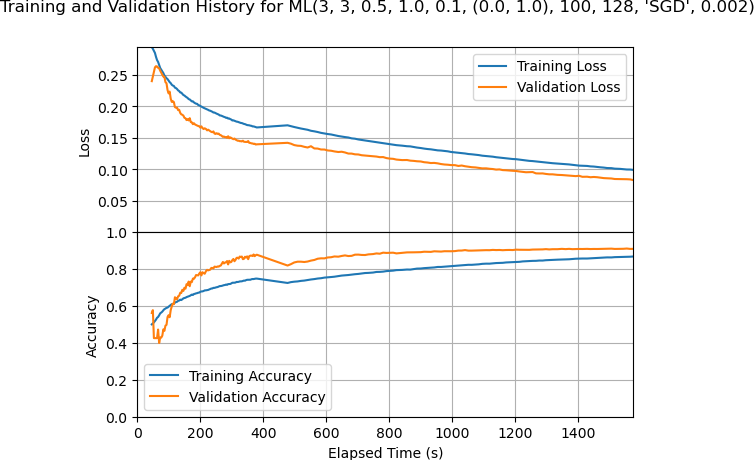 Training and Validation History for ML(3, 3, 0.5, 1.0, 0.1, (0.0, 1.0), 100, 128, 'SGD', 0.002)
Training Loss
Validation Loss
Loss
0.25
0.20
0.15
0.10
0.05
Accuracy
1.0
0.8
0.6
0.4
0.2
0.0
Training Accuracy
Validation Accuracy
0 200 400 600 800 1000 1200 1400
Elapsed Time (s)